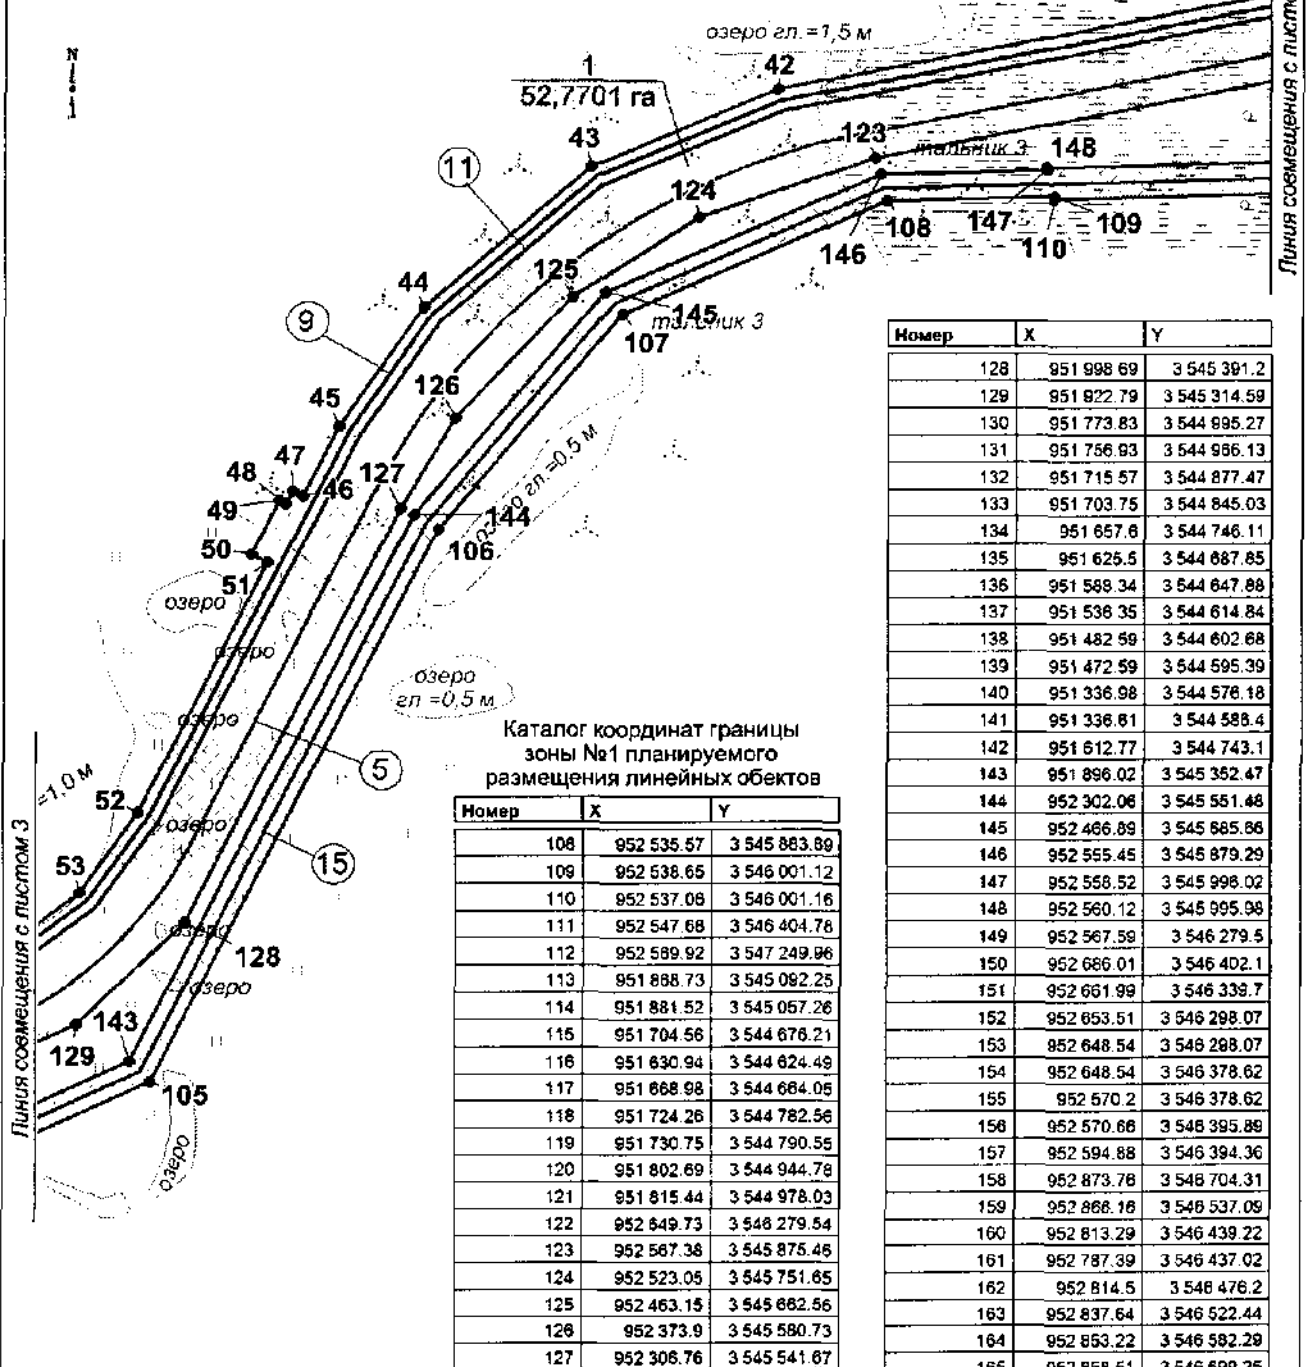 озеро гл.=1,5 м
N
1
52,7701 га
42
43
11
123
тальник 3
148
124
108
147
109
110
146
125
44
145
тальник 3
107
9
126
45
озеро гл.=0.5 м
47
48
46
127
49
144
50
106
51
озеро
озеро
озеро
гл =0,5 м
озеро
5
=1,0 м
52
озеро
15
53
озеро
128
озеро
143
129
105
озеро
Линия совмещения с листом 3
Линия совмещения с листо
Каталог координат границы
зоны №1 планируемого
размещения линейных обектов
Номер X Y
108 952 535.57 3 545 883.89
109 952 538.65 3 546 001.12
110 952 537.06 3 546 001.16
111 952 547.68 3 546 404.78
112 952 569.92 3 547 249.96
113 951 868.73 3 545 092.25
114 951 881.52 3 545 057.26
115 951 704.56 3 544 676.21
116 951 630.94 3 544 624.49
117 951 668.98 3 544 664.05
118 951 724.26 3 544 782.56
119 951 730.75 3 544 790.55
120 951 802.69 3 544 944.78
121 951 815.44 3 544 978.03
122 952 649.73 3 546 279.54
123 952 567.38 3 545 875.46
124 952 523.05 3 545 751.65
125 952 463.15 3 545 662.56
126 952 373.9 3 545 580.73
127 952 306.76 3 545 541.67
Номер X Y
128 951 998 69 3 545 391.2
129 951 922.79 3 545 314.59
130 951 773.83 3 544 995.27
131 951 756.93 3 544 966.13
132 951 715.57 3 544 877.47
133 951 703.75 3 544 845.03
134 951 657.6 3 544 746.11
135 951 625.5 3 544 687.85
136 951 588.34 3 544 647.88
137 951 536 35 3 544 614.84
138 951 482 59 3 544 602.68
139 951 472.59 3 544 595.39
140 951 336.98 3 544 576.18
141 951 336.61 3 544 586.4
142 951 612.77 3 544 743.1
143 951 896.02 3 545 352.47
144 952 302.06 3 545 551.48
145 952 466.89 3 545 685.66
146 952 555.45 3 545 879.29
147 952 558.52 3 545 996.02
148 952 560.12 3 545 995.98
149 952 567.59 3 546 279.5
150 952 686.01 3 546 402.1
151 952 661.99 3 546 339.7
152 952 653.51 3 546 298.07
153 952 648.54 3 546 298.07
154 952 648.54 3 546 378.62
155 952 570.2 3 546 378.62
156 952 570.66 3 546 395.89
157 952 594.88 3 546 394.36
158 952 873.76 3 546 704.31
159 952 866.16 3 546 537.09
160 952 813.29 3 546 439.22
161 952 787.39 3 546 437.02
162 952 814.5 3 546 476.2
163 952 837.64 3 546 522.44
164 952 853.22 3 546 582.29